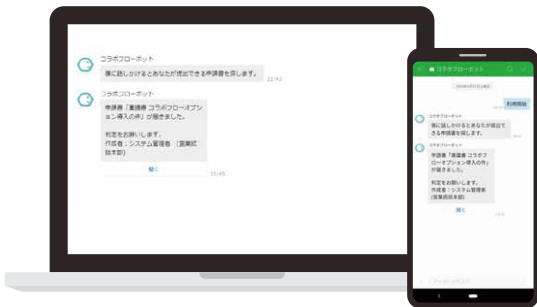 コラボフローボット
僕に話しかけるとあなたが提出できる申請書を探します。
コラボフローボット
申請書「稟議書 コラボフローオプシ
ョン導入の件」が届きました。
判定をお願いします。
作成者：システム管理者 （営業統
括本部)
開く
11:45
コラボフローボット
利用開始
コラボフローボット
僕に話しかけるとあなたが提出で
きる申請書を探します。
コラボフローボット
申請書「稟議書 コラボフ
ローオプション導入の件」
が届きました。
判定をお願いします。
作成者：システム管理者
(営業統括本部)
開く